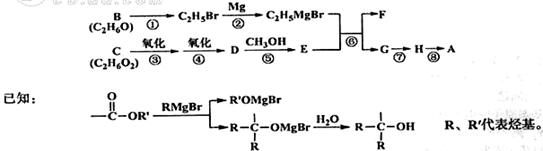 B —①→ C₂H₅Br —Mg ②→ C₂H₅MgBr
(C₂H₆O)
C —氧化 ③→ —氧化 ④→ D —CH₃OH ⑤→ E
(C₂H₆O₂)
⑥ → F
→ G —⑦→ H —⑧→ A
已知:
O
—C—OR' —RMgBr→ R'OMgBr
R—C—OMgBr —H₂O→ R—C—OH R、R'代表烃基。
R R